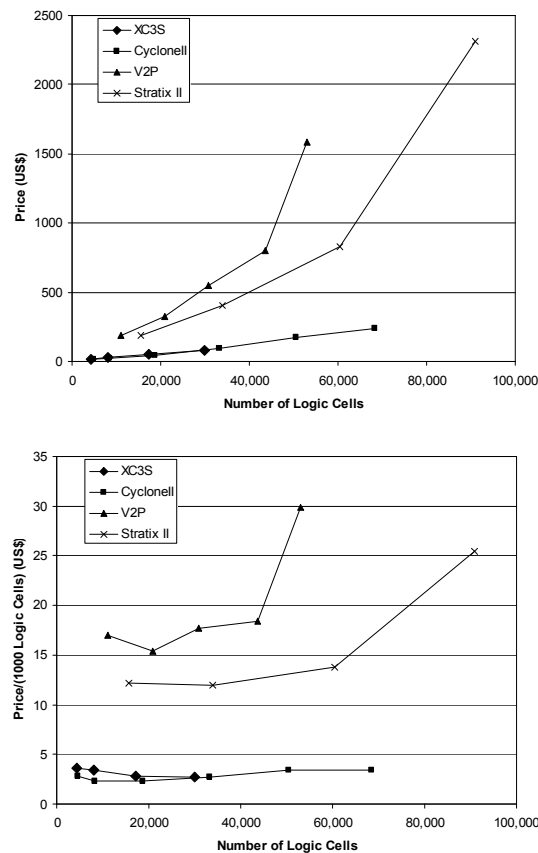 2500
2000
1500
1000
500
0
Price (US$)
XC3S
CycloneII
V2P
Stratix II
0
20,000
40,000
60,000
80,000
100,000
Number of Logic Cells
35
30
25
20
15
10
5
0
Price/(1000 Logic Cells) (US$)
XC3S
CycloneII
V2P
Stratix II
0
20,000
40,000
60,000
80,000
100,000
Number of Logic Cells